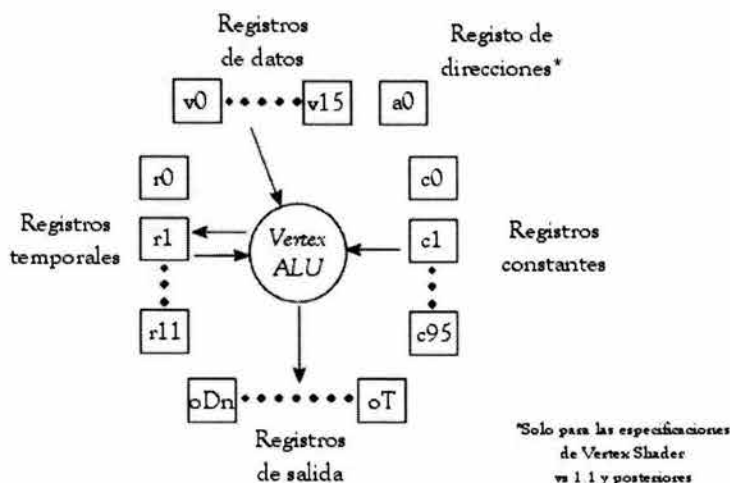 Registros
de datos
Registo de
direcciones*
v0
v15
a0
r0
c0
Registros
temporales
r1
Vertex
ALU
c1
Registros
constantes
r11
c95
oDn
oT
Registros
de salida
*Solo para las especificaciones
de Vertex Shader
vs 1.1 y posteriores